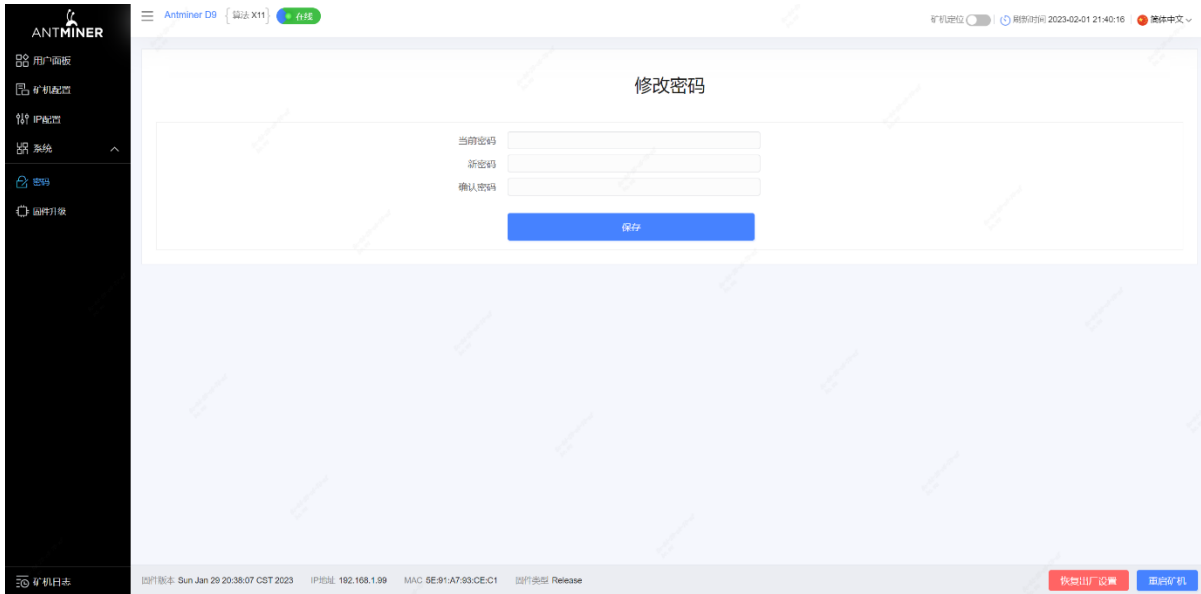 ANTMINER
Antminer D9 {算法 X11} 在线
矿机定位 刷新时间 2023-02-01 21:40:16 简体中文
用户面板
矿机配置
IP配置
系统
密码
固件升级
矿机日志
修改密码
当前密码
新密码
确认密码
保存
固件版本 Sun Jan 29 20:38:07 CST 2023 IP地址 192.168.1.99 MAC 5E:91:A7:93:CE:C1 固件类型 Release
恢复出厂设置 重启矿机